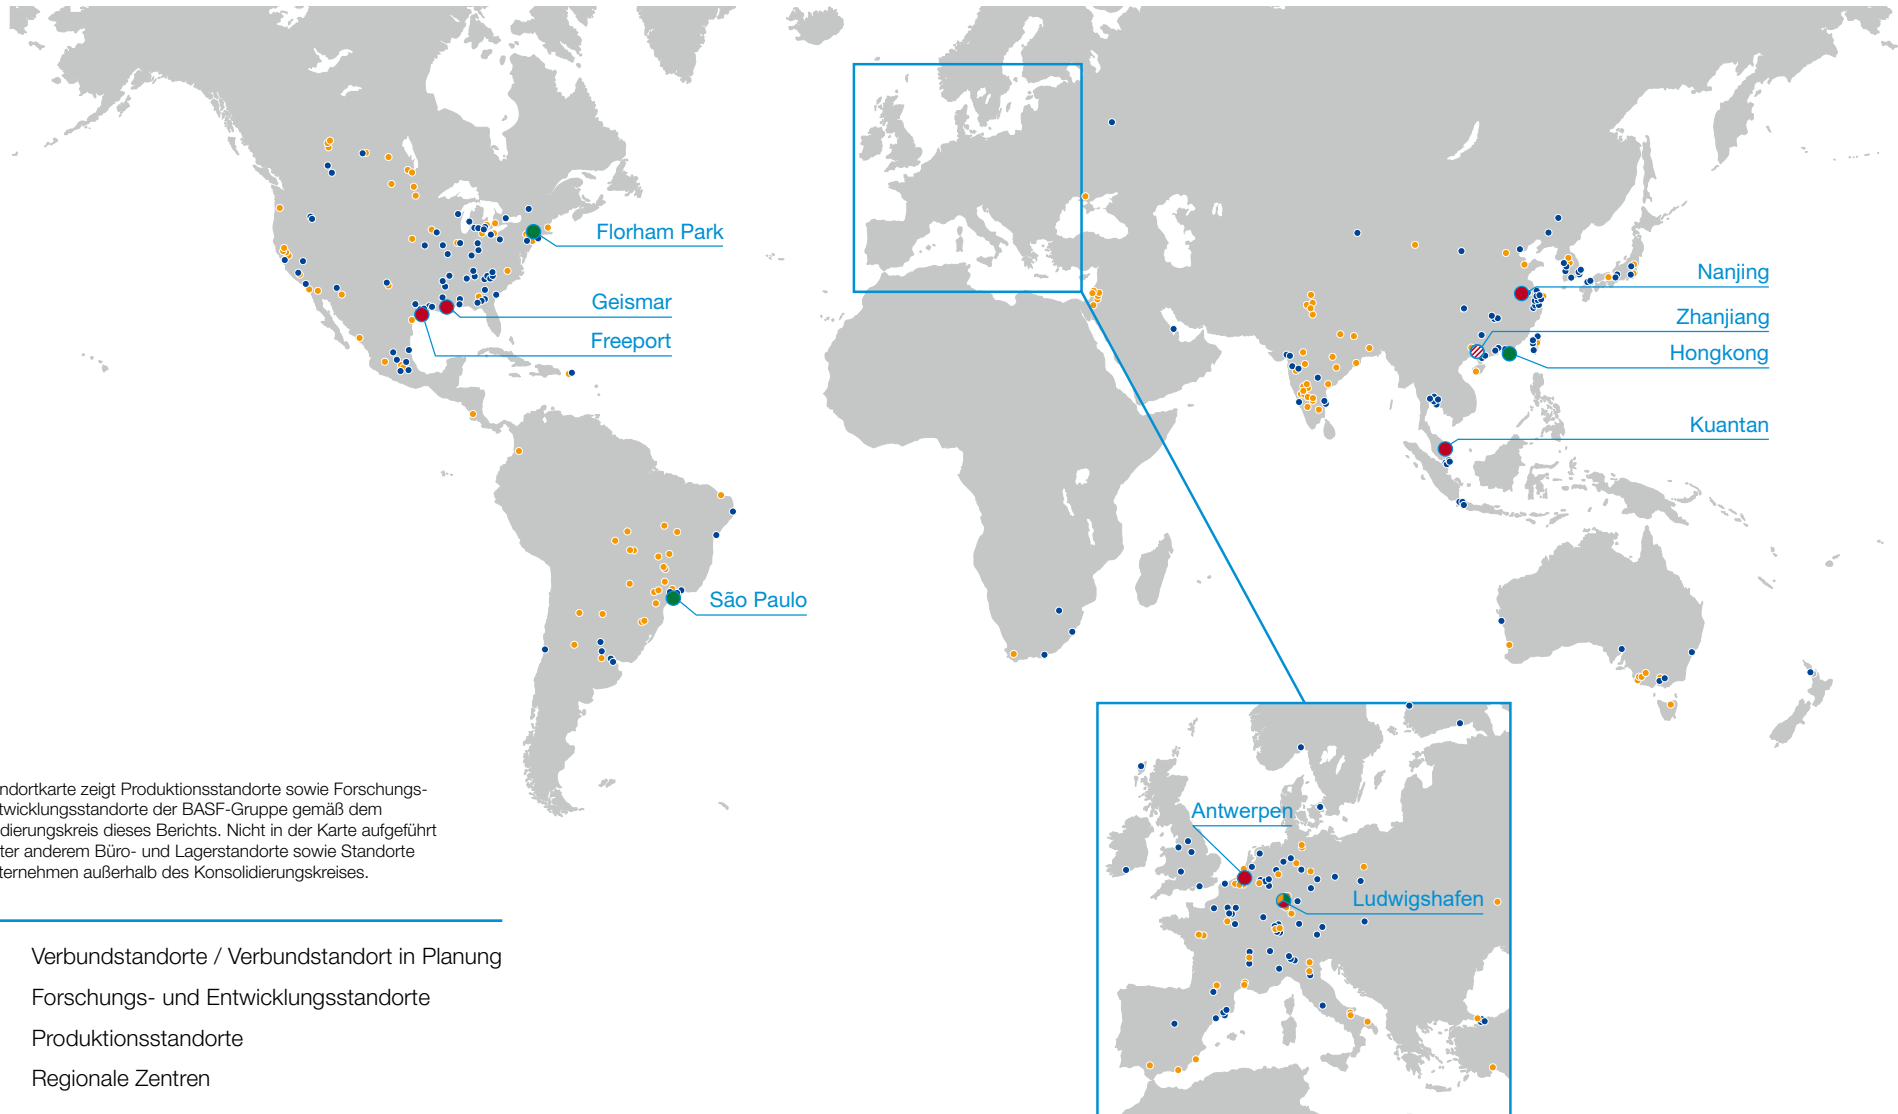 Florham Park
Geismar
Freeport
São Paulo
Nanjing
Zhanjiang
Hongkong
Kuantan
Antwerpen
Ludwigshafen
ndortkarte zeigt Produktionsstandorte sowie Forschungs-
twicklungsstandorte der BASF-Gruppe gemäß dem
dierungskreis dieses Berichts. Nicht in der Karte aufgeführt
ter anderem Büro- und Lagerstandorte sowie Standorte
ternehmen außerhalb des Konsolidierungskreises.
Verbundstandorte / Verbundstandort in Planung
Forschungs- und Entwicklungsstandorte
Produktionsstandorte
Regionale Zentren